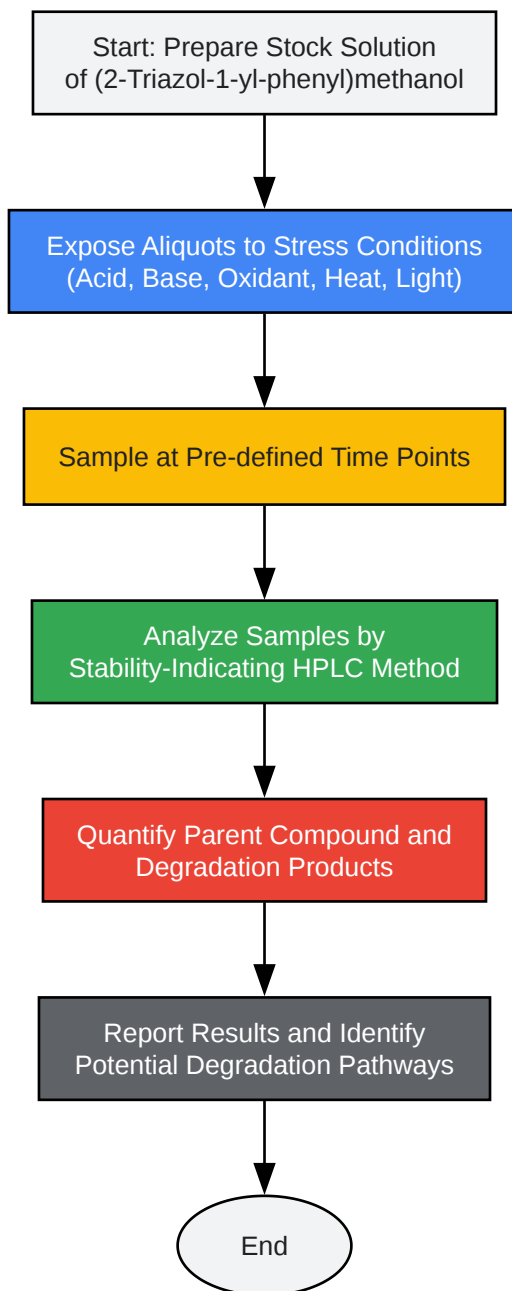 Start: Prepare Stock Solution
of (2-Triazol-1-yl-phenyl)methanol
Expose Aliquots to Stress Conditions
(Acid, Base, Oxidant, Heat, Light)
Sample at Pre-defined Time Points
Analyze Samples by
Stability-Indicating HPLC Method
Quantify Parent Compound and
Degradation Products
Report Results and Identify
Potential Degradation Pathways
End